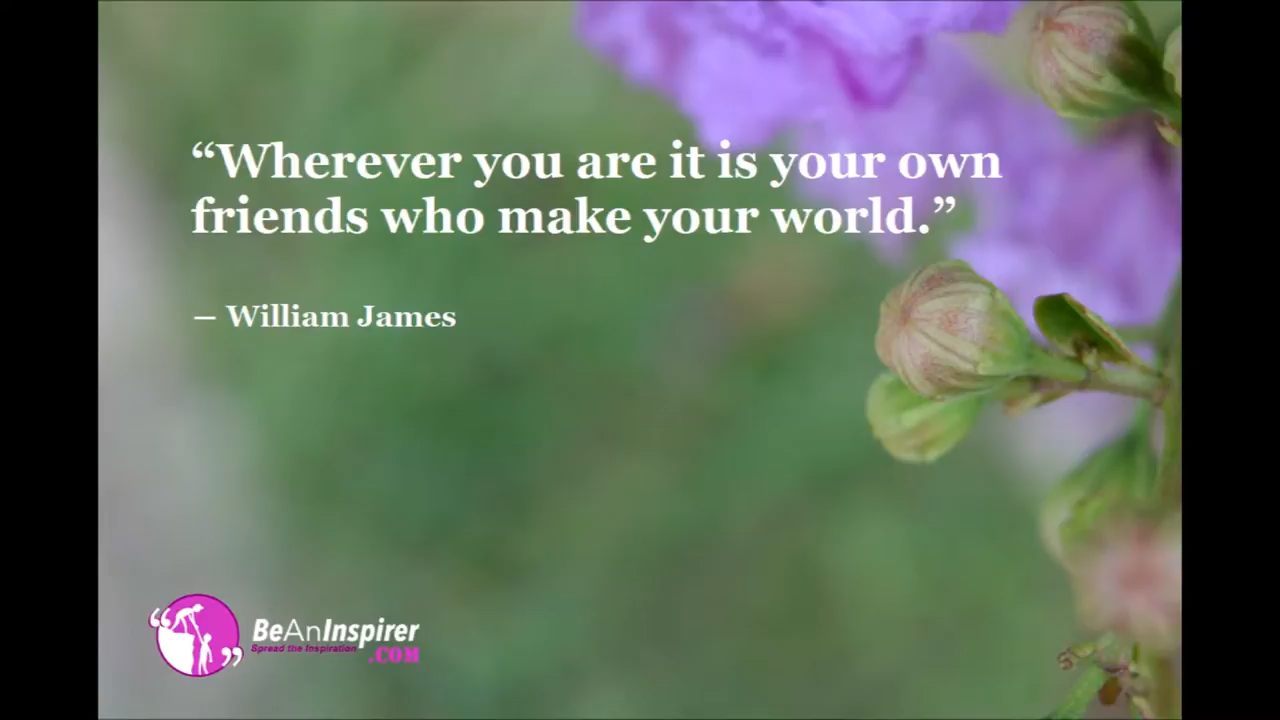 “Wherever you are it is your own
friends who make your world.”
— William James
BeAnInspirer
Spread the Inspiration
.COM